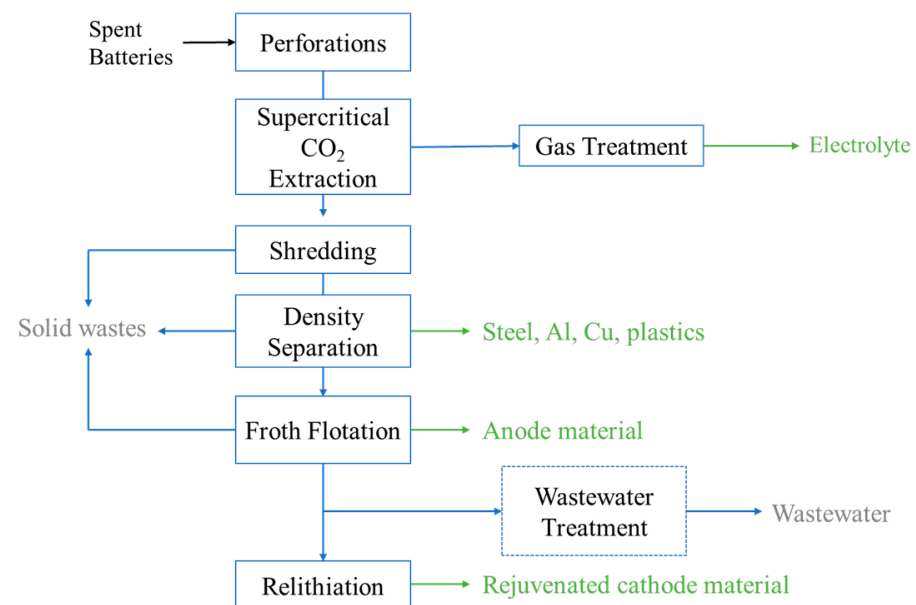 Spent
Batteries
Perforations
Supercritical
CO₂
Extraction
Gas Treatment
Electrolyte
Shredding
Solid wastes
Density
Separation
Steel, Al, Cu, plastics
Froth Flotation
Anode material
Wastewater
Treatment
Wastewater
Relithiation
Rejuvenated cathode material